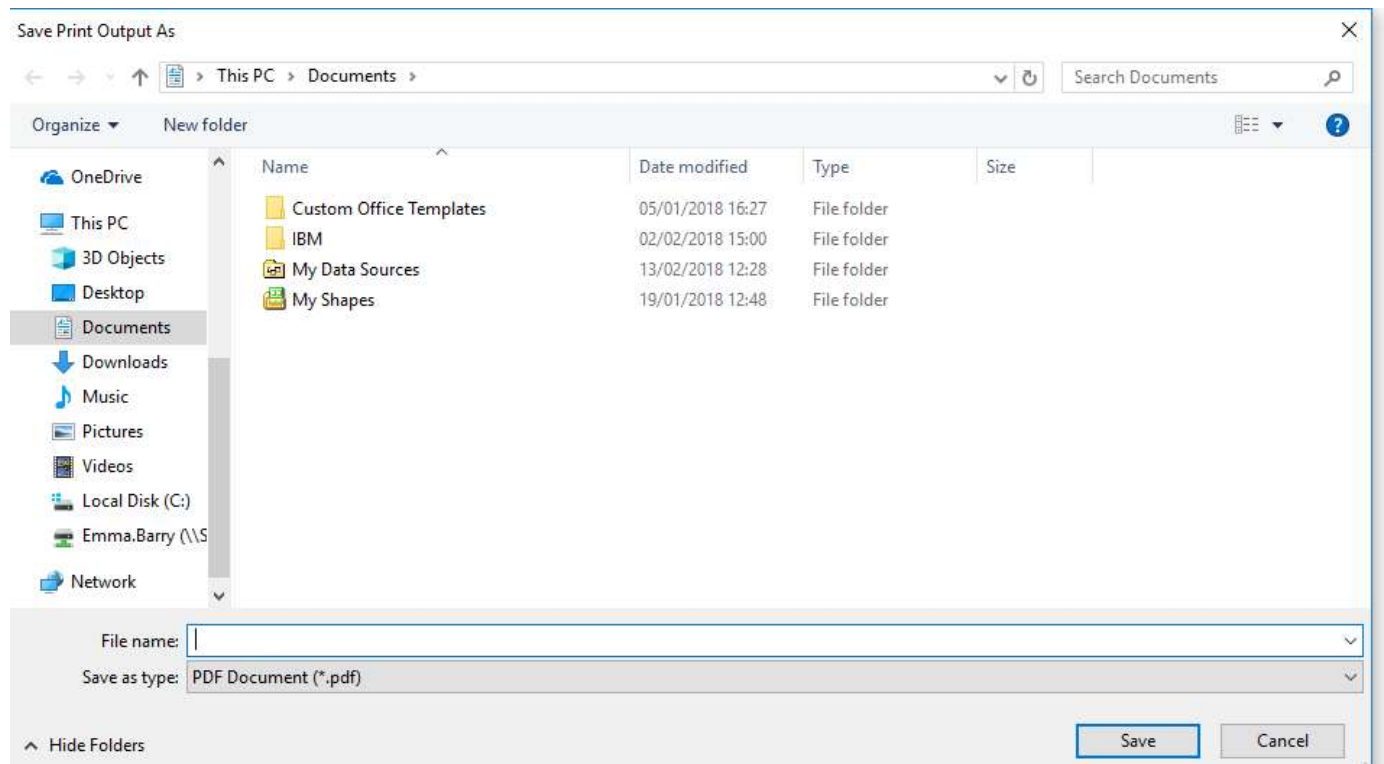 Save Print Output As
This PC > Documents >
Search Documents
Organize
New folder
Name
Date modified
Type
Size
OneDrive
This PC
3D Objects
Desktop
Documents
Downloads
Music
Pictures
Videos
Local Disk (C:)
Emma.Barry (\\S
Network
Custom Office Templates 05/01/2018 16:27 File folder
IBM 02/02/2018 15:00 File folder
My Data Sources 13/02/2018 12:28 File folder
My Shapes 19/01/2018 12:48 File folder
File name:
Save as type: PDF Document (*.pdf)
Hide Folders
Save
Cancel